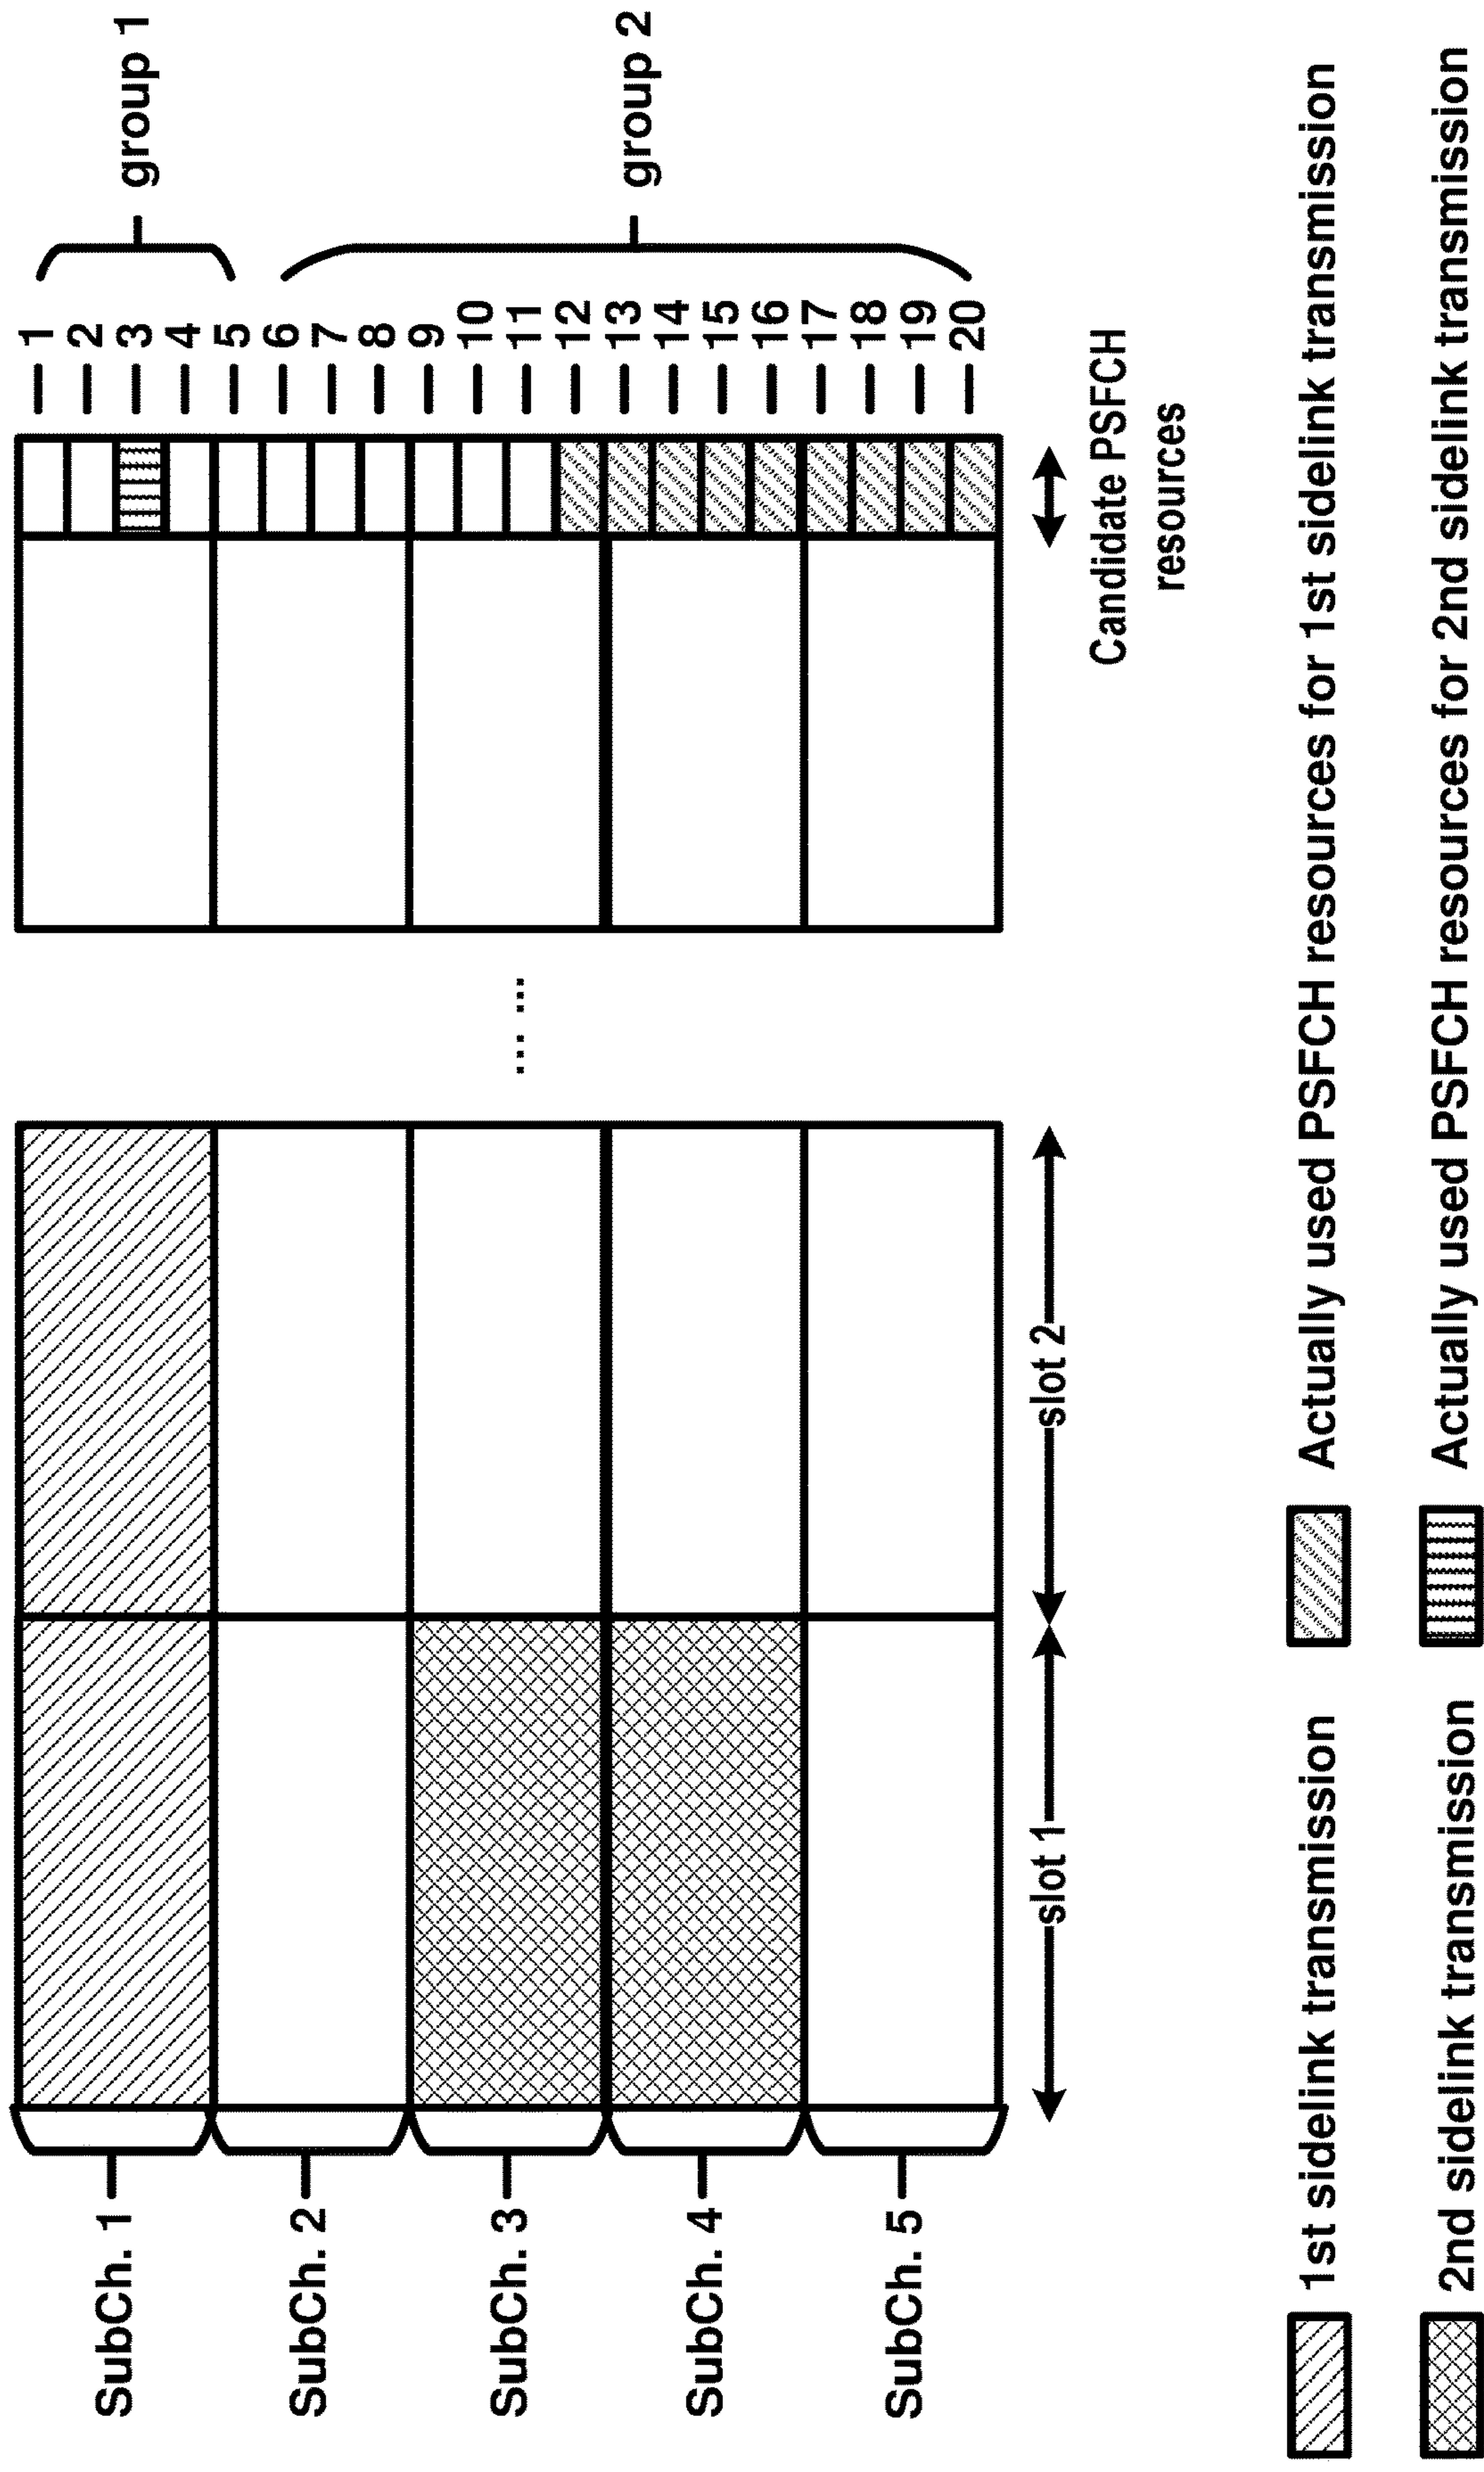 SubCh. 1
SubCh. 2
SubCh. 3
SubCh. 4
SubCh. 5
slot 1
slot 2
... ...
1
2
3
4
5
6
7
8
9
10
11
12
13
14
15
16
17
18
19
20
group 1
group 2
Candidate PSFCH
resources
1st sidelink transmission
Actually used PSFCH resources for 1st sidelink transmission
2nd sidelink transmission
Actually used PSFCH resources for 2nd sidelink transmission